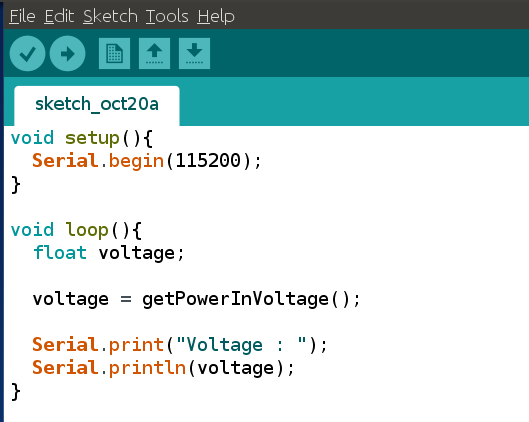 File Edit Sketch Tools Help
sketch_oct20a
void setup(){
  Serial.begin(115200);
}

void loop(){
  float voltage;

  voltage = getPowerInVoltage();

  Serial.print("Voltage : ");
  Serial.println(voltage);
}